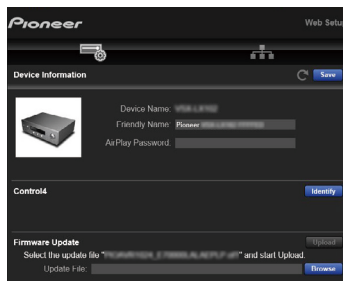 Pioneer
Web Setu
Device Information
Save
Device Name:
Friendly Name: Pioneer
AirPlay Password:
Control4
Identify
Firmware Update
Upload
Select the update file " " and start Upload.
Update File:
Browse